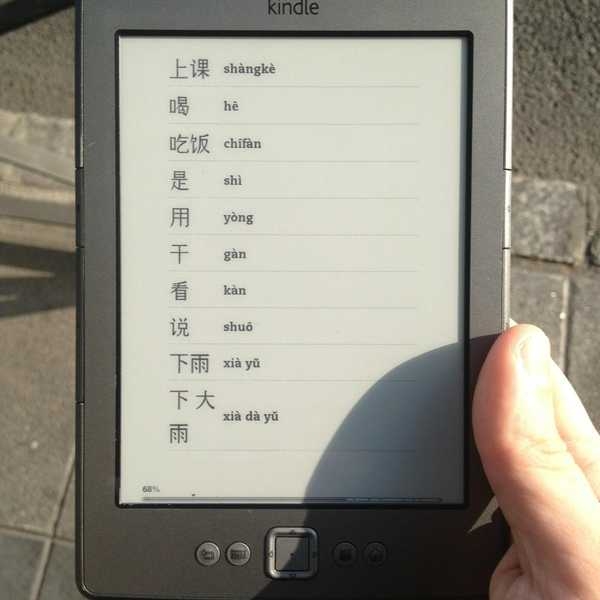 kindle
上课 shàngkè
喝 hē
吃饭 chīfàn
是 shì
用 yòng
干 gàn
看 kàn
说 shuō
下雨 xià yǔ
下 大
雨 xià dà yǔ
68%